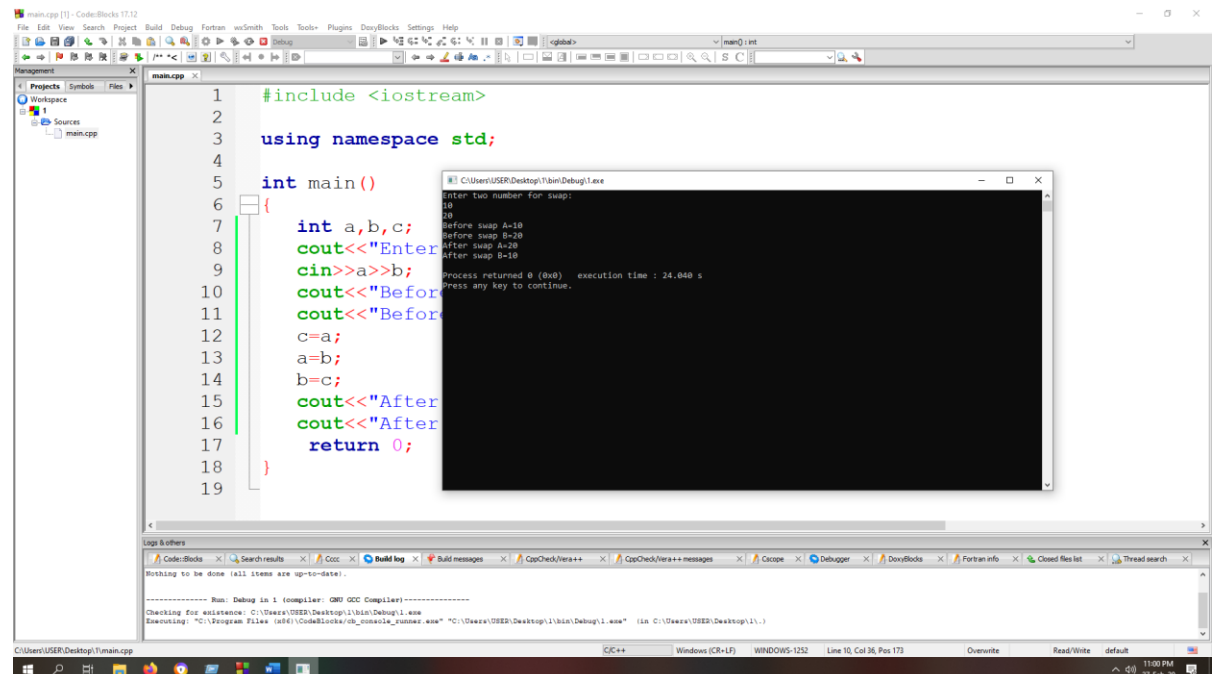 main.cpp [1] - Code::Blocks 17.12
File Edit View Search Project Build Debug Fortran wxSmith Tools Tools+ Plugins DoxyBlocks Settings Help
Debug <global> main() : int
/** *< S C
Management
Projects Symbols Files
Workspace
1
Sources
main.cpp
main.cpp
1 #include <iostream>
2
3 using namespace std;
4
5 int main()
6 {
7 int a,b,c;
8 cout<<"Enter
9 cin>>a>>b;
10 cout<<"Before
11 cout<<"Before
12 c=a;
13 a=b;
14 b=c;
15 cout<<"After
16 cout<<"After
17 return 0;
18 }
19
C:\Users\USER\Desktop\1\bin\Debug\1.exe
Enter two number for swap:
10
20
Before swap A=10
Before swap B=20
After swap A=20
After swap B=10
Process returned 0 (0x0) execution time : 24.040 s
Press any key to continue.
Logs & others
Code::Blocks Search results Cccc Build log Build messages CppCheck/Vera++ CppCheck/Vera++ messages Cscope Debugger DoxyBlocks Fortran info Closed files list Thread search
Nothing to be done (all items are up-to-date).
-------------- Run: Debug in 1 (compiler: GNU GCC Compiler)---------------
Checking for existence: C:\Users\USER\Desktop\1\bin\Debug\1.exe
Executing: "C:\Program Files (x86)\CodeBlocks/cb_console_runner.exe" "C:\Users\USER\Desktop\1\bin\Debug\1.exe" (in C:\Users\USER\Desktop\1\.)
C:\Users\USER\Desktop\1\main.cpp C/C++ Windows (CR+LF) WINDOWS-1252 Line 10, Col 36, Pos 173 Overwrite Read/Write default
11:00 PM